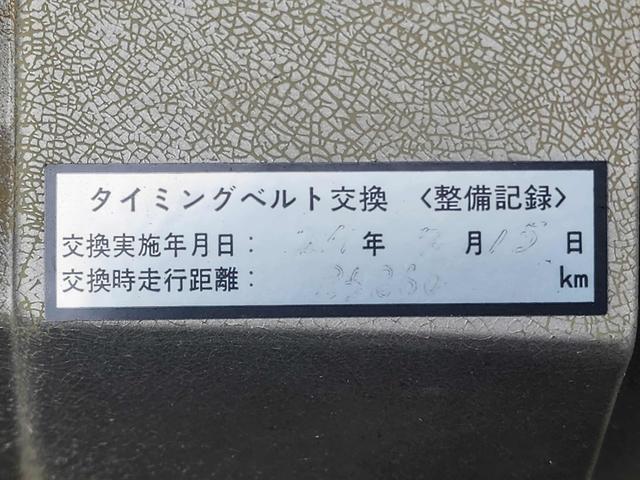 タイミングベルト交換 〈整備記録〉
交換実施年月日： 年 月 15 日
交換時走行距離： km